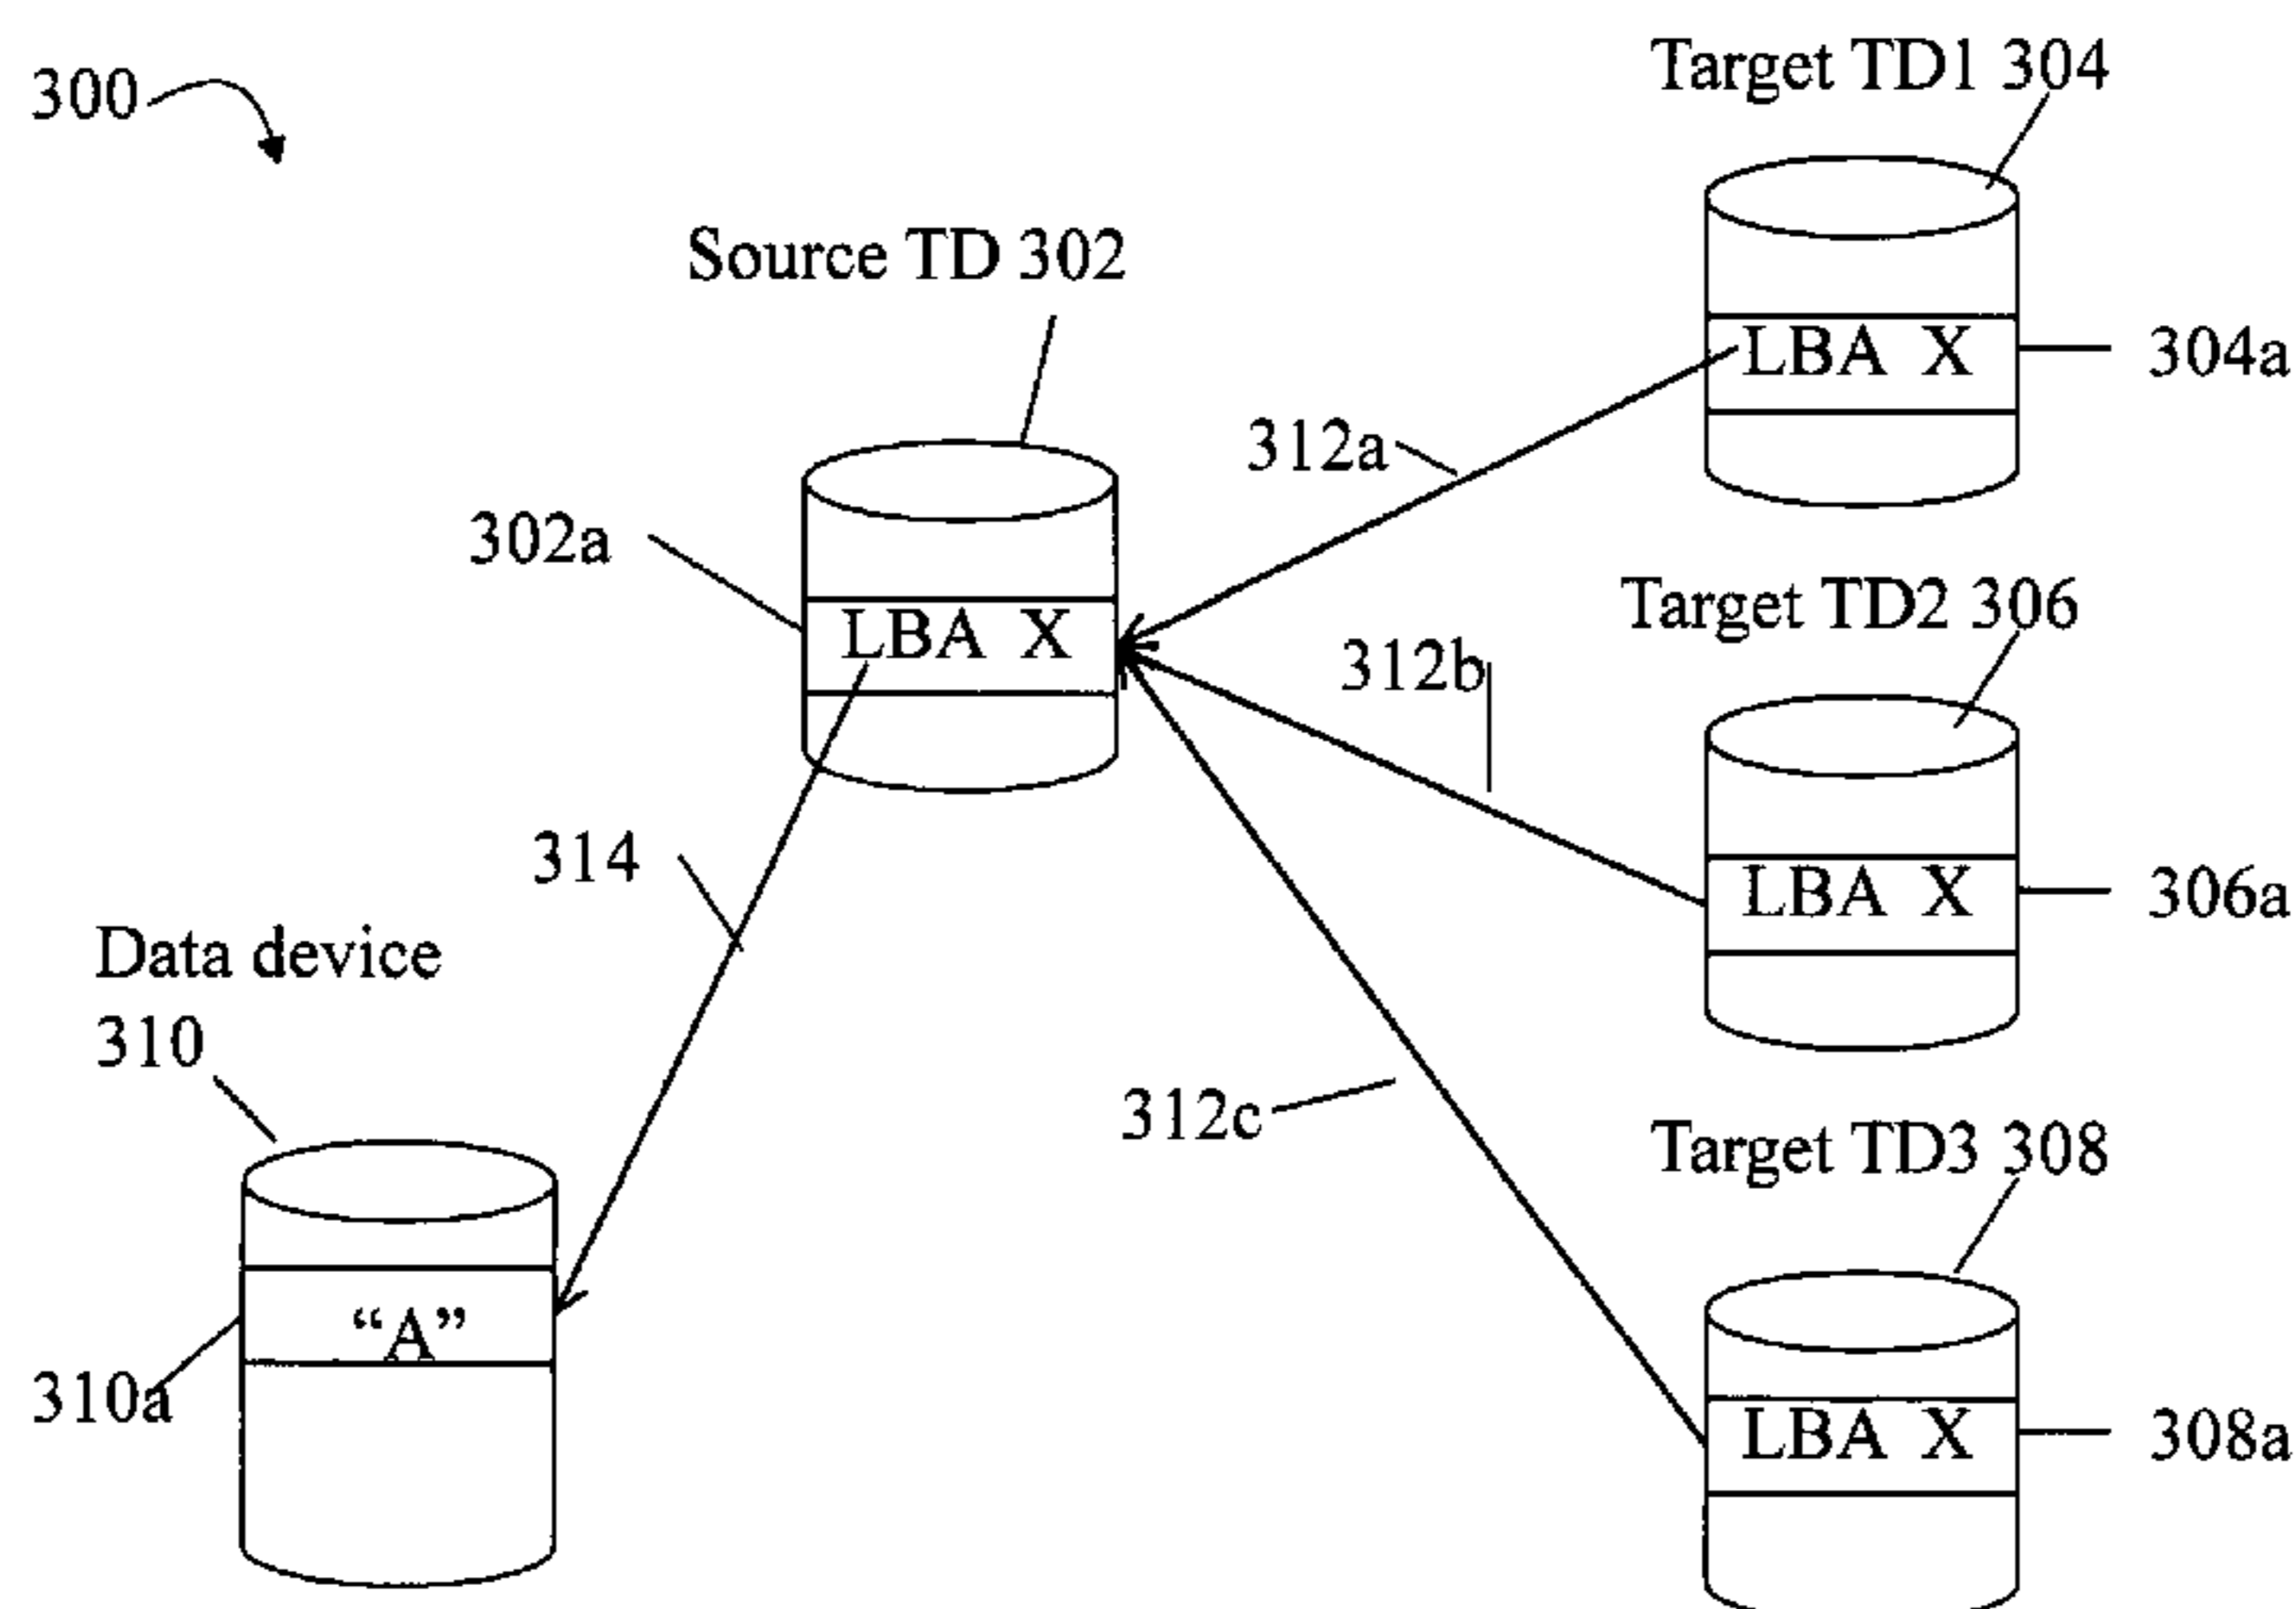 300
Target TD1 304
Source TD 302
LBA X
304a
312a
302a
Target TD2 306
LBA X
312b
314
LBA X
306a
Data device
310
312c
Target TD3 308
"A"
310a
LBA X
308a